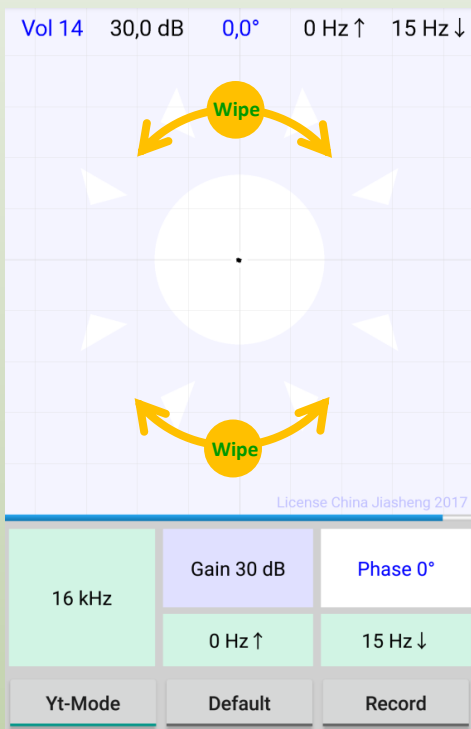 Vol 14 30,0 dB 0,0° 0 Hz↑ 15 Hz↓
Wipe
Wipe
License China Jiasheng 2017
16 kHz
Gain 30 dB
Phase 0°
0 Hz↑
15 Hz↓
Yt-Mode Default Record